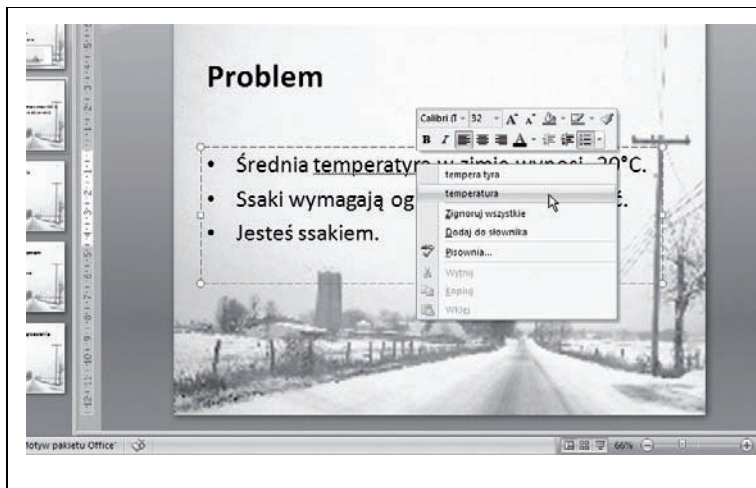 Problem
Calibri (T 32
B I A
• Średnia temperatyra w zimie wynosi -20°C.
• Ssaki wymagają og
• Jesteś ssakiem.
tempera tyra
temperatura
Zignoruj wszystkie
Dodaj do słownika
Pisownia...
Wytnij
Kopiuj
Wklej
Motyw pakietu Office" 66%